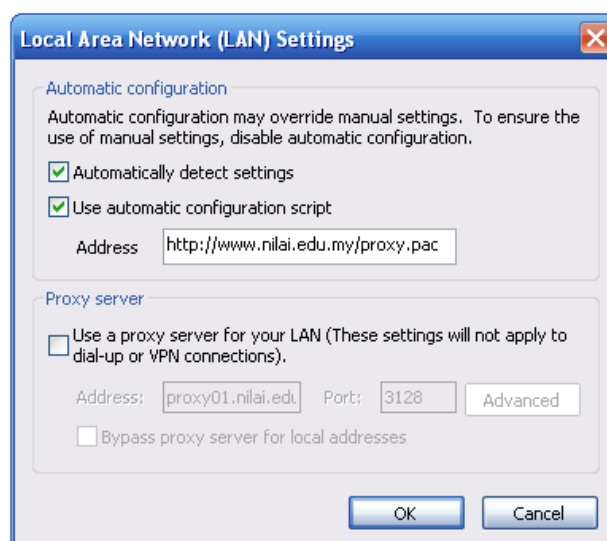 Local Area Network (LAN) Settings
Automatic configuration
Automatic configuration may override manual settings. To ensure the
use of manual settings, disable automatic configuration.
Automatically detect settings
Use automatic configuration script
Address http://www.nilai.edu.my/proxy.pac
Proxy server
Use a proxy server for your LAN (These settings will not apply to
dial-up or VPN connections).
Address: proxy01.nilai.edu Port: 3128 Advanced
Bypass proxy server for local addresses
OK Cancel